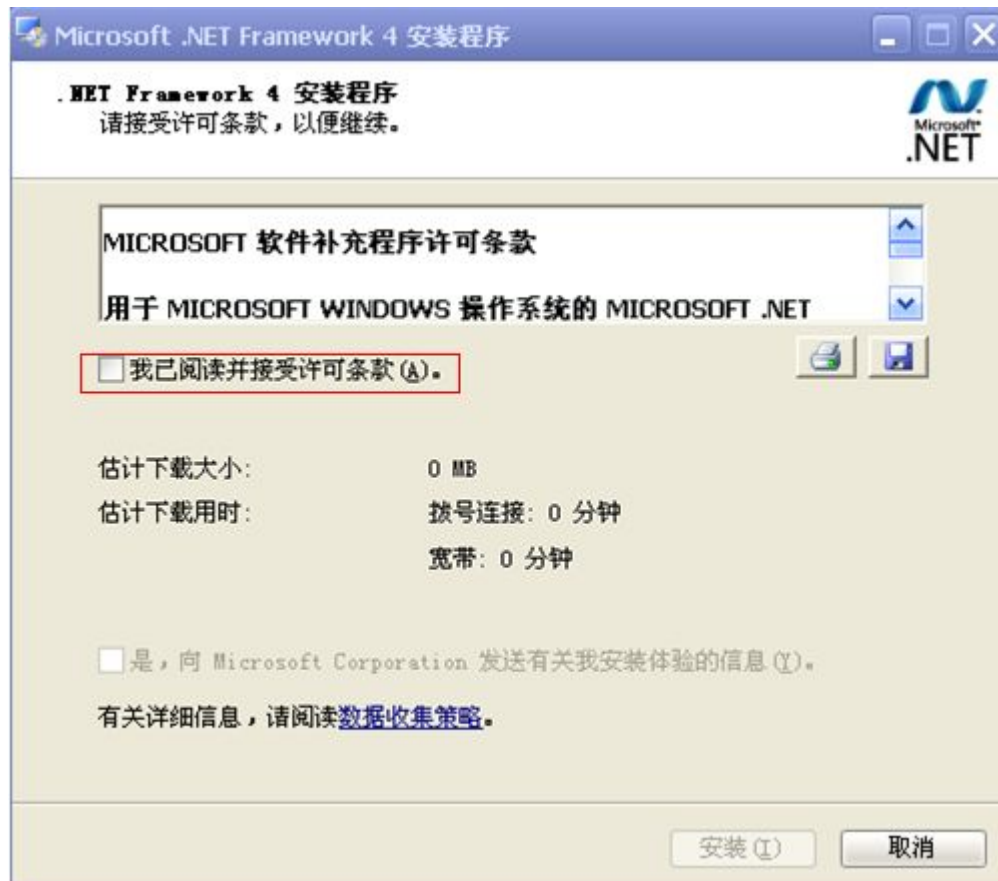 Microsoft .NET Framework 4 安装程序
.NET Framework 4 安装程序
请接受许可条款，以便继续。
Microsoft
.NET
MICROSOFT 软件补充程序许可条款
用于 MICROSOFT WINDOWS 操作系统的 MICROSOFT .NET
我已阅读并接受许可条款(A)。
估计下载大小: 0 MB
估计下载用时: 拨号连接: 0 分钟
宽带: 0 分钟
是，向 Microsoft Corporation 发送有关我安装体验的信息(Y)。
有关详细信息，请阅读数据收集策略。
安装(I) 取消